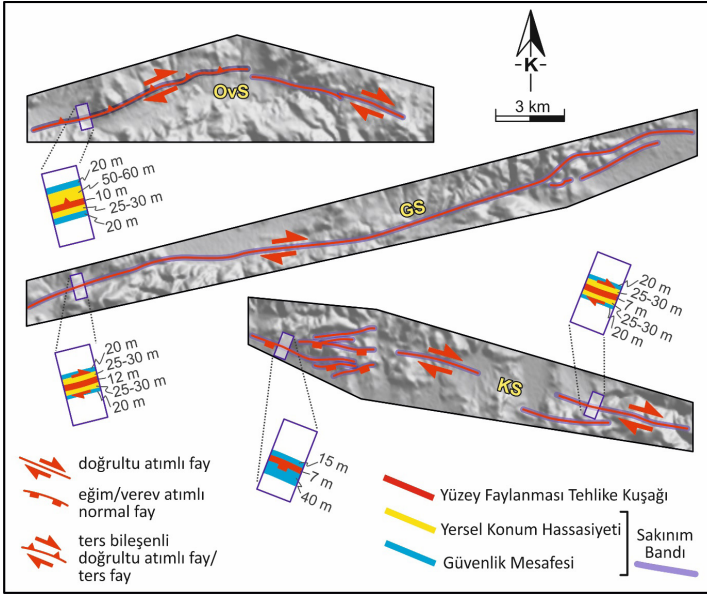 OvS
20 m
50-60 m
10 m
25-30 m
20 m
K
3 km
GS
20 m
25-30 m
12 m
25-30 m
20 m
20 m
25-30 m
7 m
25-30 m
20 m
KS
15 m
7 m
40 m
doğrultu atımlı fay
eğim/verev atımlı
normal fay
ters bileşenli
doğrultu atımlı fay/
ters fay
Yüzey Faylanması Tehlike Kuşağı
Yersel Konum Hassasiyeti
Güvenlik Mesafesi
Sakınım
Bandı